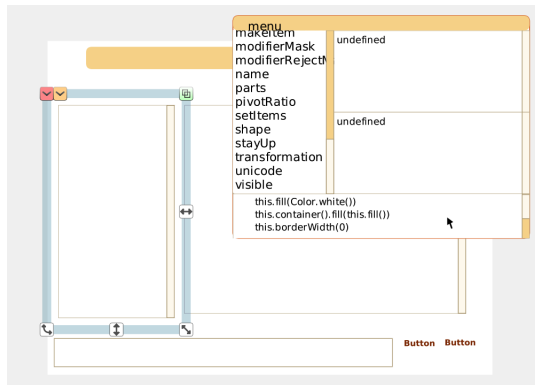 menu
makeItem
modifierMask
modifierRejectM
name
parts
pivotRatio
setItems
shape
stayUp
transformation
unicode
visible
undefined
undefined
this.fill(Color.white())
this.container().fill(this.fill())
this.borderWidth(0)
Button
Button